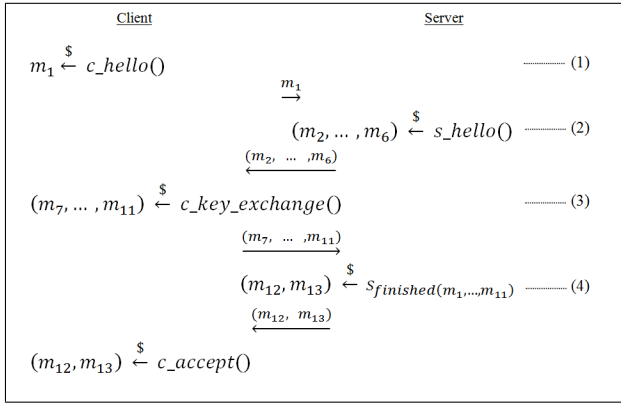 Client Server
$
m₁ ← c_hello() (1)
m₁
→
$
(m₂, … , m₆) ← s_hello() (2)
(m₂, … ,m₆)
←
$
(m₇, … , m₁₁) ← c_key_exchange() (3)
(m₇, … ,m₁₁)
→
$
(m₁₂, m₁₃) ← s_finished(m₁,…,m₁₁) (4)
(m₁₂, m₁₃)
←
$
(m₁₂, m₁₃) ← c_accept()